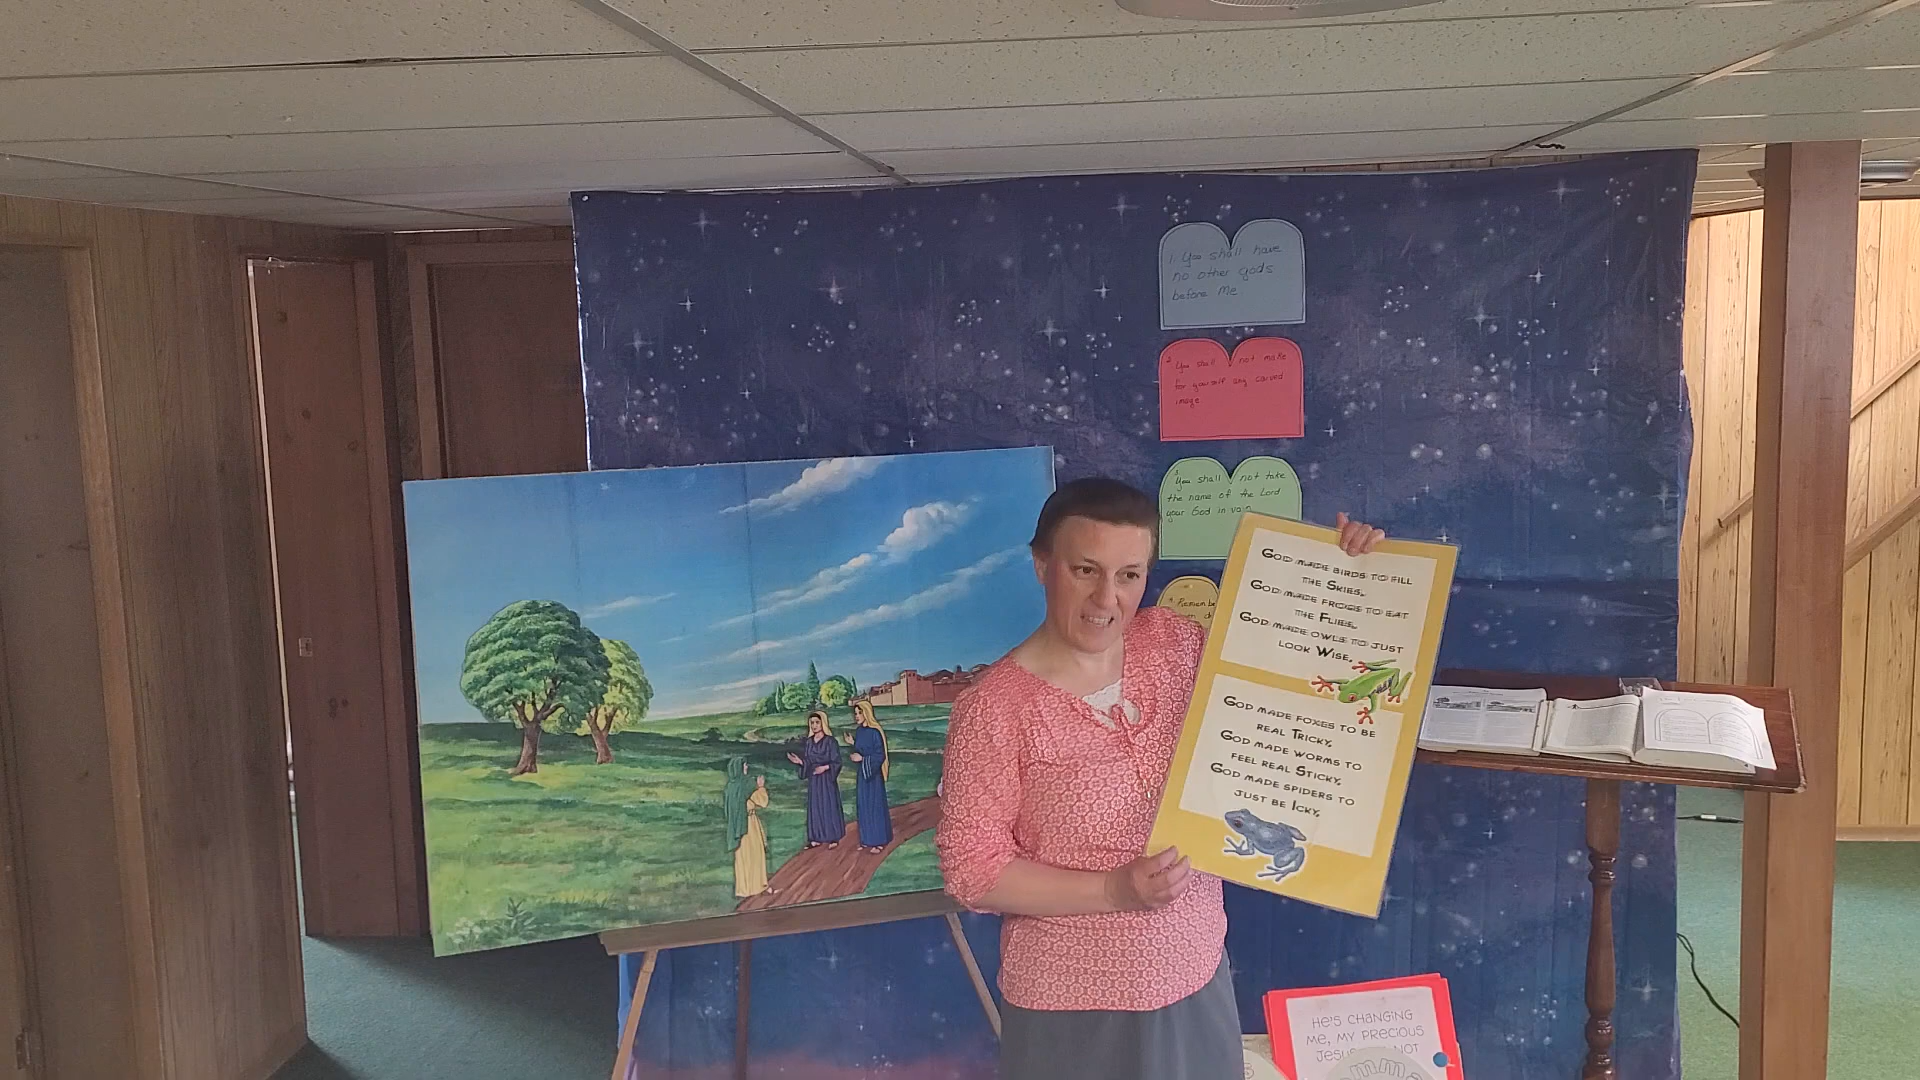 1. You shall have
no other gods
before Me
2 You shall not make
for yourself any carved
image
3 You shall not take
the name of the Lord
your God in vain
4 Remember
GOD MADE BIRDS TO FILL
THE SKIES.
GOD MADE FROGS TO EAT
THE FLIES.
GOD MADE OWLS TO JUST
LOOK WISE.
GOD MADE FOXES TO BE
REAL TRICKY,
GOD MADE WORMS TO
FEEL REAL STICKY,
GOD MADE SPIDERS TO
JUST BE ICKY,
HE'S CHANGING
ME, MY PRECIOUS